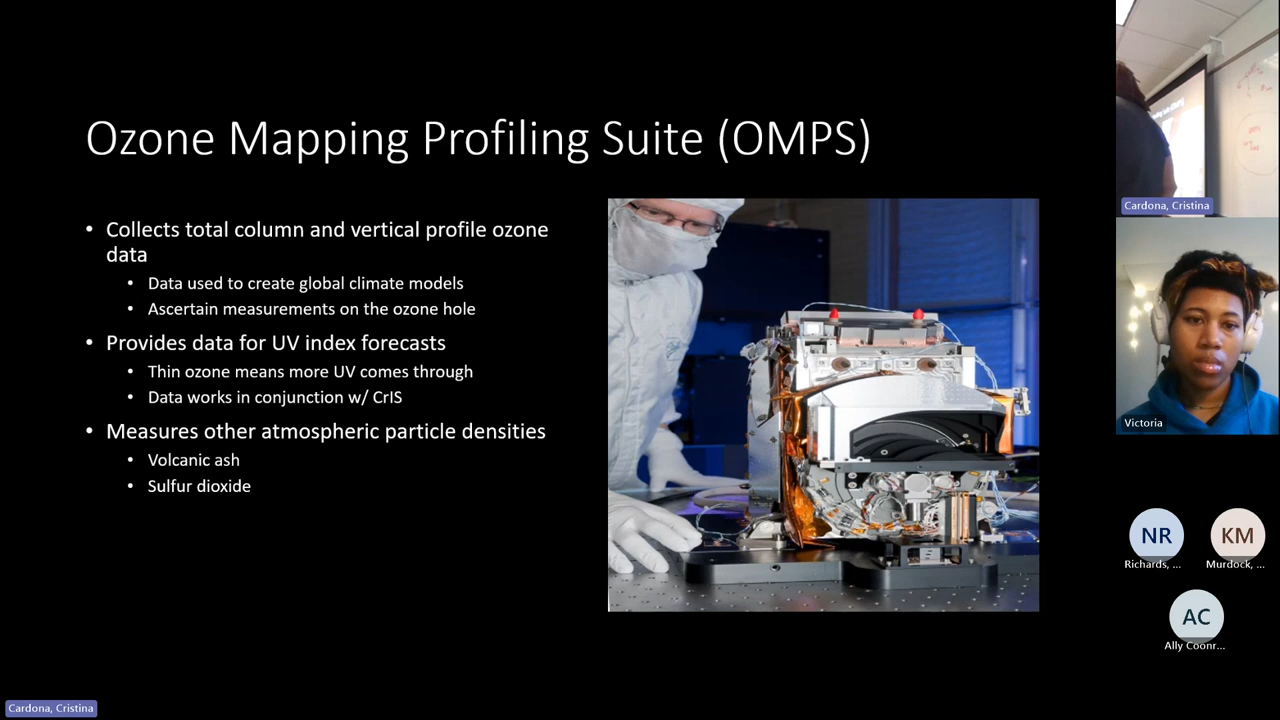 Ozone Mapping Profiling Suite (OMPS)
• Collects total column and vertical profile ozone
data
• Data used to create global climate models
• Ascertain measurements on the ozone hole
• Provides data for UV index forecasts
• Thin ozone means more UV comes through
• Data works in conjunction w/ CrIS
• Measures other atmospheric particle densities
• Volcanic ash
• Sulfur dioxide
Cardona, Cristina
Victoria
NR
Richards, ...
KM
Murdock, ...
AC
Ally Coonr...
Cardona, Cristina